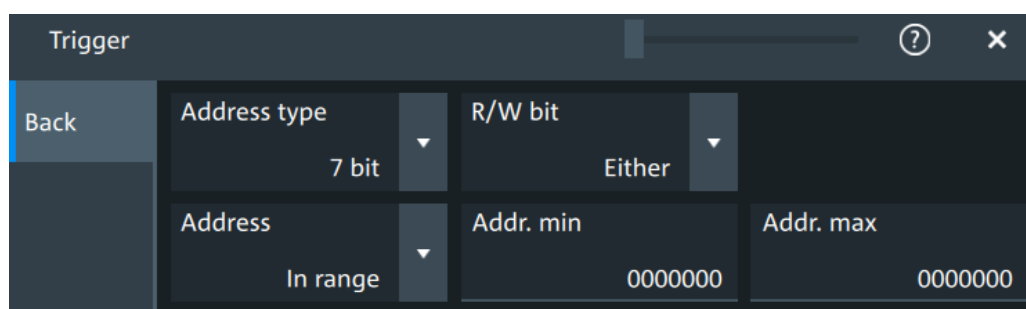 Trigger
?
Back
Address type
7 bit
R/W bit
Either
Address
In range
Addr. min
0000000
Addr. max
0000000